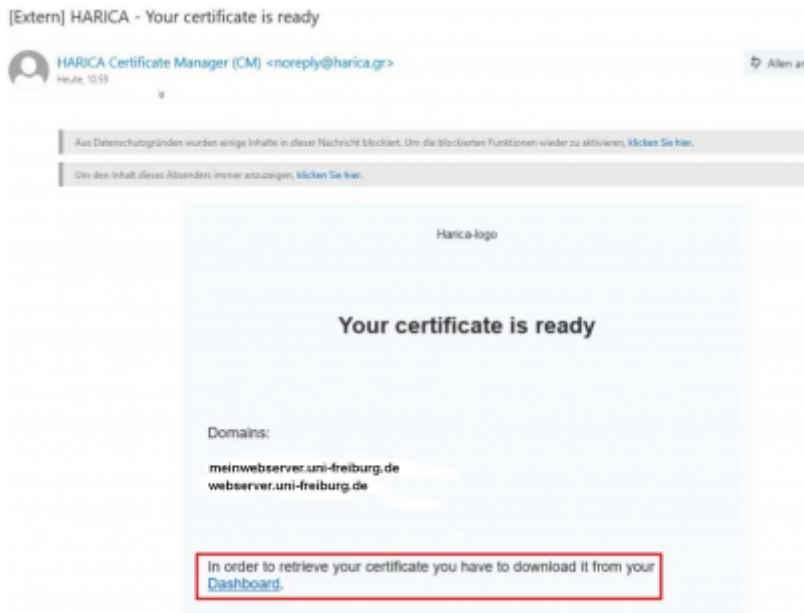 [Extern] HARICA - Your certificate is ready
HARICA Certificate Manager (CM) <noreply@harica.gr>
Heute, 10:59
Allen an
Aus Datenschutzgründen wurden einige Inhalte in dieser Nachricht blockiert. Um die blockierten Funktionen wieder zu aktivieren, klicken Sie hier.
Um den Inhalt dieses Absenders immer anzuzeigen, klicken Sie hier.
Harica-logo
Your certificate is ready
Domains:
meinwebserver.uni-freiburg.de
webserver.uni-freiburg.de
In order to retrieve your certificate you have to download it from your
Dashboard.